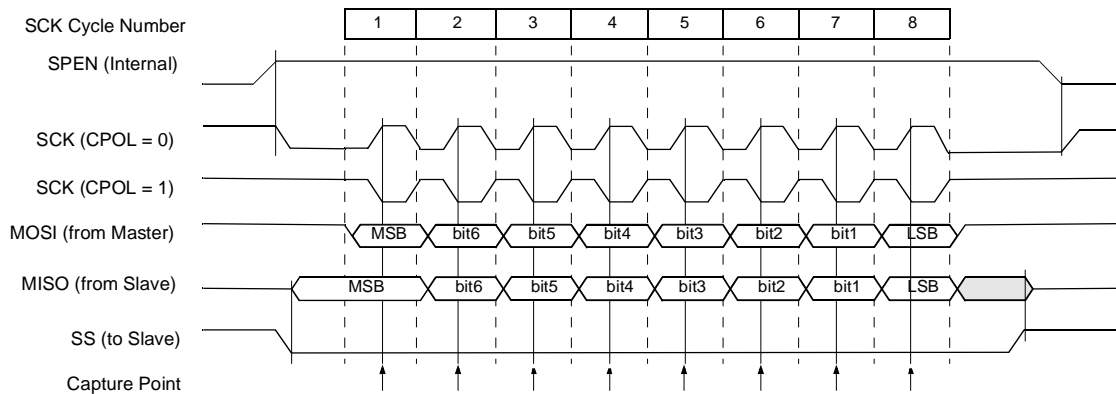 SCK Cycle Number 1 2 3 4 5 6 7 8
SPEN (Internal)
SCK (CPOL = 0)
SCK (CPOL = 1)
MOSI (from Master) MSB bit6 bit5 bit4 bit3 bit2 bit1 LSB
MISO (from Slave) MSB bit6 bit5 bit4 bit3 bit2 bit1 LSB
SS (to Slave)
Capture Point